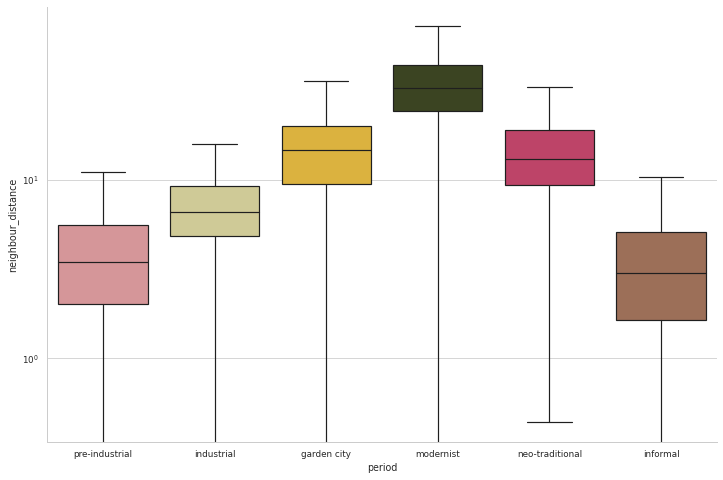 neighbour_distance
10¹
10⁰
pre-industrial
industrial
garden city
modernist
neo-traditional
informal
period